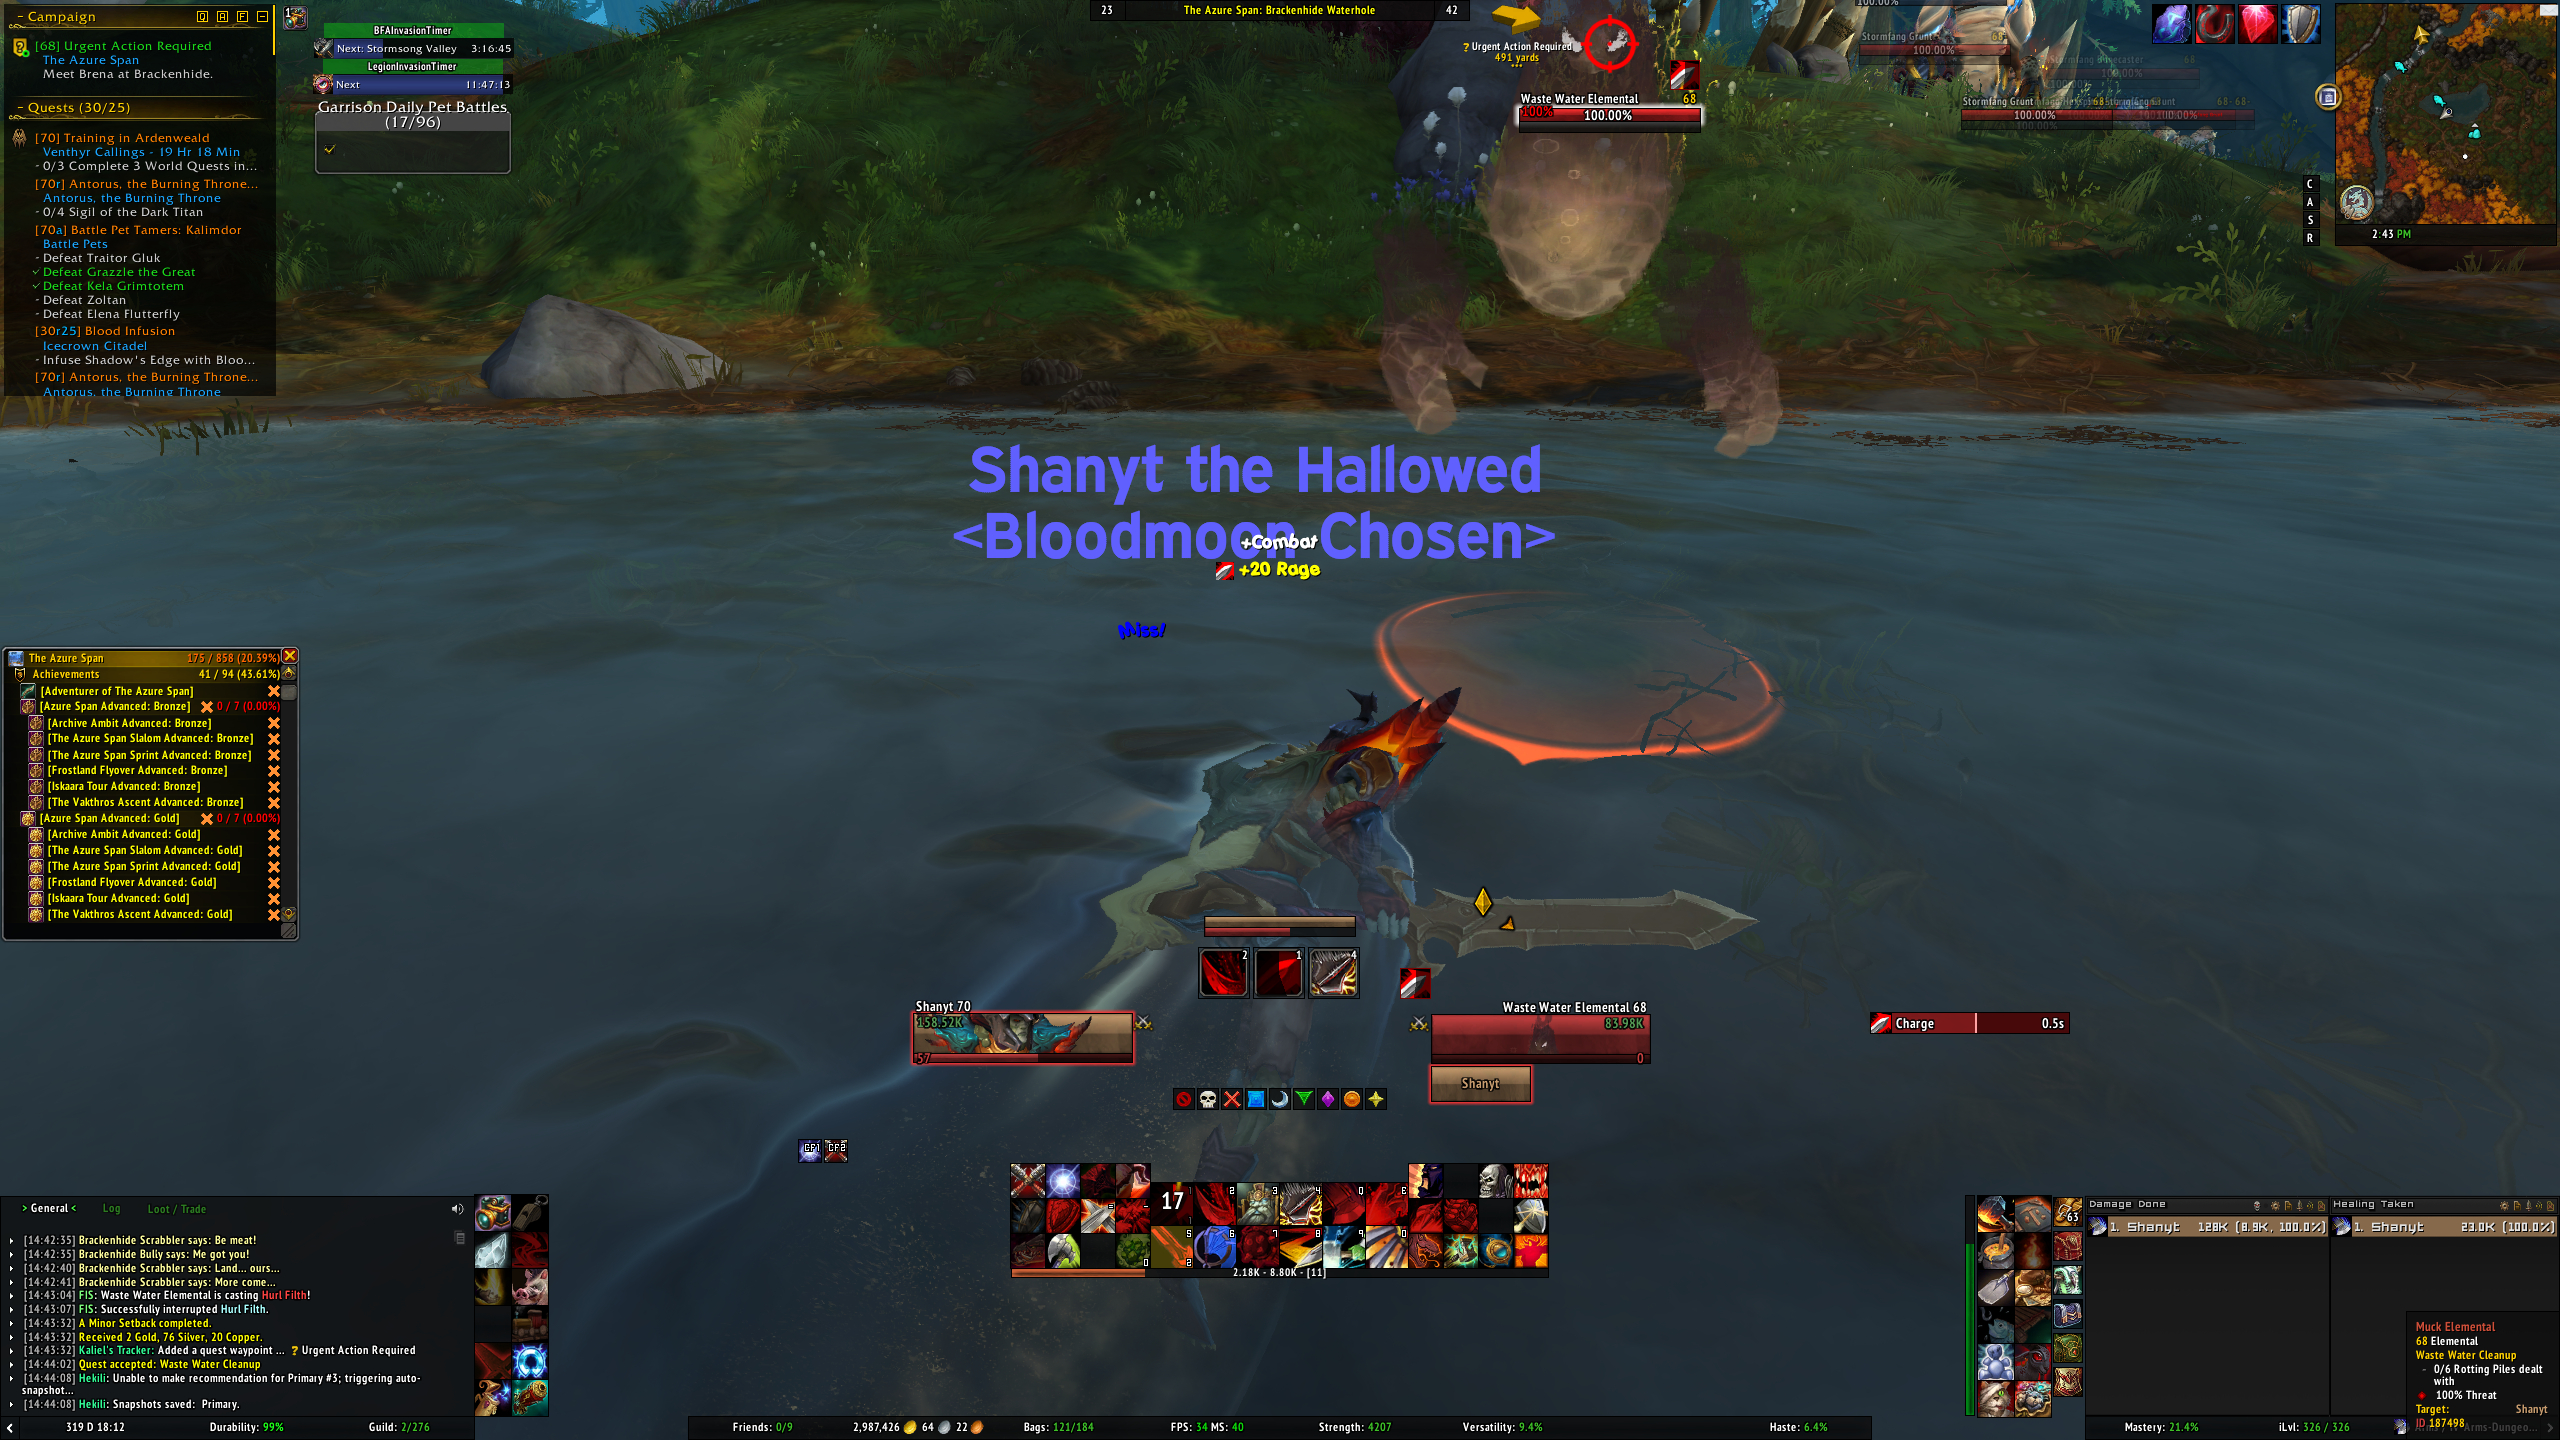 Campaign
Q A F
[68] Urgent Action Required
The Azure Span
Meet Brena at Brackenhide.
Quests (30/25)
[70] Training in Ardenweald
Venthyr Callings - 19 Hr 18 Min
- 0/3 Complete 3 World Quests in...
[70r] Antorus, the Burning Throne...
Antorus, the Burning Throne
- 0/4 Sigil of the Dark Titan
[70a] Battle Pet Tamers: Kalimdor
Battle Pets
- Defeat Traitor Gluk
Defeat Grazzle the Great
Defeat Kela Grimtotem
- Defeat Zoltan
- Defeat Elena Flutterfly
[30r25] Blood Infusion
Icecrown Citadel
- Infuse Shadow's Edge with Bloo...
[70r] Antorus, the Burning Throne...
Antorus, the Burning Throne
BFAInvasionTimer
Next: Stormsong Valley 3:16:45
LegionInvasionTimer
Next 11:47:13
Garrison Daily Pet Battles
(17/96)
23 The Azure Span: Brackenhide Waterhole 42
Urgent Action Required
491 yards
Waste Water Elemental 68
100% 100.00%
Stormfang Grunt 68
100.00%
Stormfang Grunt
100.00%
C
A
S
R
2:43 PM
Shanyt the Hallowed
<Bloodmoon Chosen>
+Combat
+20 Rage
Miss!
The Azure Span 175 / 858 (20.39%)
Achievements 41 / 94 (43.61%)
[Adventurer of The Azure Span]
[Azure Span Advanced: Bronze] 0 / 7 (0.00%)
[Archive Ambit Advanced: Bronze]
[The Azure Span Slalom Advanced: Bronze]
[The Azure Span Sprint Advanced: Bronze]
[Frostland Flyover Advanced: Bronze]
[Iskaara Tour Advanced: Bronze]
[The Vakthros Ascent Advanced: Bronze]
[Azure Span Advanced: Gold] 0 / 7 (0.00%)
[Archive Ambit Advanced: Gold]
[The Azure Span Slalom Advanced: Gold]
[The Azure Span Sprint Advanced: Gold]
[Frostland Flyover Advanced: Gold]
[Iskaara Tour Advanced: Gold]
[The Vakthros Ascent Advanced: Gold]
2 1 4
Shanyt 70
158.52K
57
Waste Water Elemental 68
83.98K
0
Shanyt
Charge 0.5s
CF1 CF2
17
2.18K - 8.80K - [11]
> General < Log Loot / Trade
[14:42:35] Brackenhide Scrabbler says: Be meat!
[14:42:35] Brackenhide Bully says: Me got you!
[14:42:40] Brackenhide Scrabbler says: Land... ours...
[14:42:41] Brackenhide Scrabbler says: More come...
[14:43:04] FIS: Waste Water Elemental is casting Hurl Filth!
[14:43:07] FIS: Successfully interrupted Hurl Filth.
[14:43:32] A Minor Setback completed.
[14:43:32] Received 2 Gold, 76 Silver, 20 Copper.
[14:43:32] Kaliel's Tracker: Added a quest waypoint ... ? Urgent Action Required
[14:44:02] Quest accepted: Waste Water Cleanup
[14:44:08] Hekili: Unable to make recommendation for Primary #3; triggering auto-
snapshot...
[14:44:08] Hekili: Snapshots saved: Primary.
319 D 18:12 Durability: 99% Guild: 2/276
Friends: 0/9 2,987,426 64 22 Bags: 121/184 FPS: 34 MS: 40 Strength: 4207 Versatility: 9.4% Haste: 6.4%
63
Damage Done
1. Shanyt 128K (8.9K, 100.0%)
Healing Taken
1. Shanyt 23.0K (100.0%)
Muck Elemental
68 Elemental
Waste Water Cleanup
- 0/6 Rotting Piles dealt
with
100% Threat
Target: Shanyt
ID 187498
Mastery: 21.4% iLvl: 326 / 326